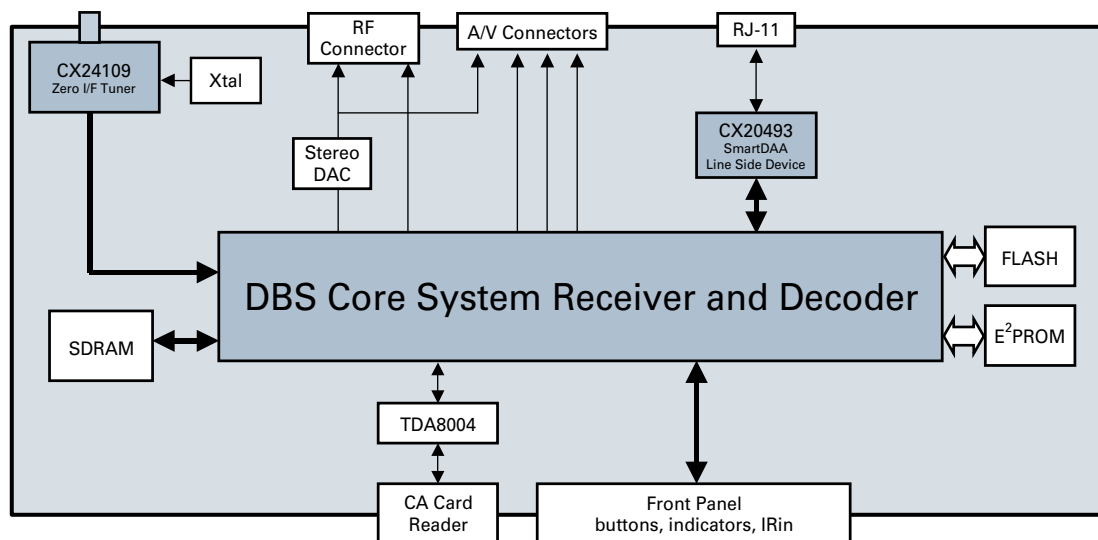 CX24109
Zero I/F Tuner
Xtal
RF
Connector
A/V Connectors
RJ-11
Stereo
DAC
CX20493
SmartDAA
Line Side Device
DBS Core System Receiver and Decoder
FLASH
E²PROM
SDRAM
TDA8004
CA Card
Reader
Front Panel
buttons, indicators, IRin